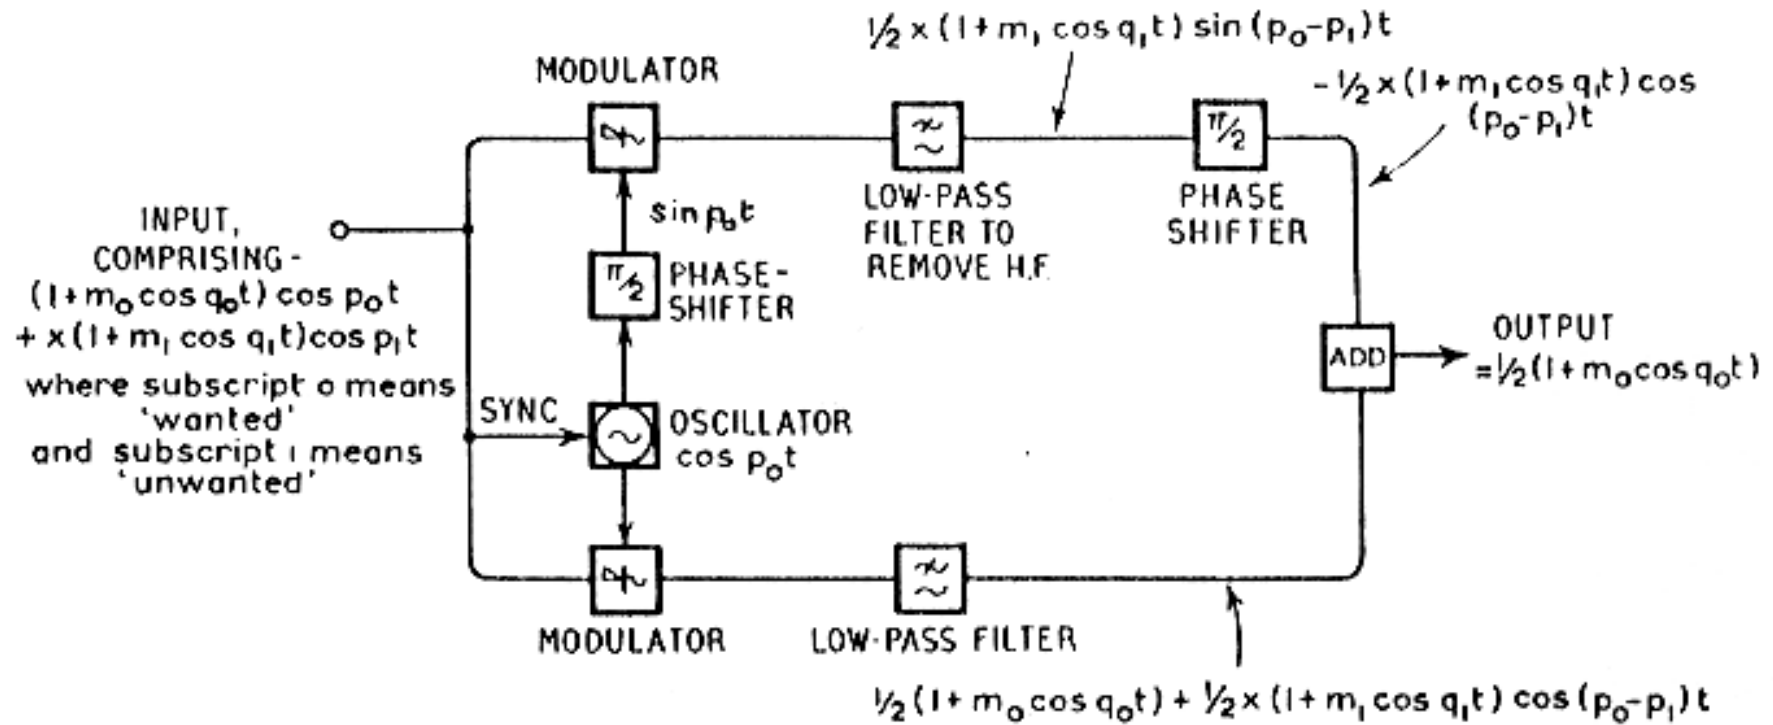 ½ x (1 + m₁ cos q₁t) sin (p₀-p₁)t
MODULATOR
-½ x (1 + m₁ cos q₁t) cos
(p₀-p₁)t
π/2
sin p₀t
LOW-PASS
FILTER TO
REMOVE H.F.
PHASE
SHIFTER
INPUT,
COMPRISING-
(1+m₀ cos q₀t) cos p₀t
+ x(1+ m₁ cos q₁t)cos p₁t
where subscript o means
'wanted'
and subscript 1 means
'unwanted'
π/2
PHASE-
SHIFTER
SYNC
OSCILLATOR
cos p₀t
ADD
OUTPUT
=½(1+m₀cos q₀t)
MODULATOR
LOW-PASS FILTER
½(1+ m₀cos q₀t) + ½ x (1+ m₁ cos q₁t) cos (p₀-p₁) t